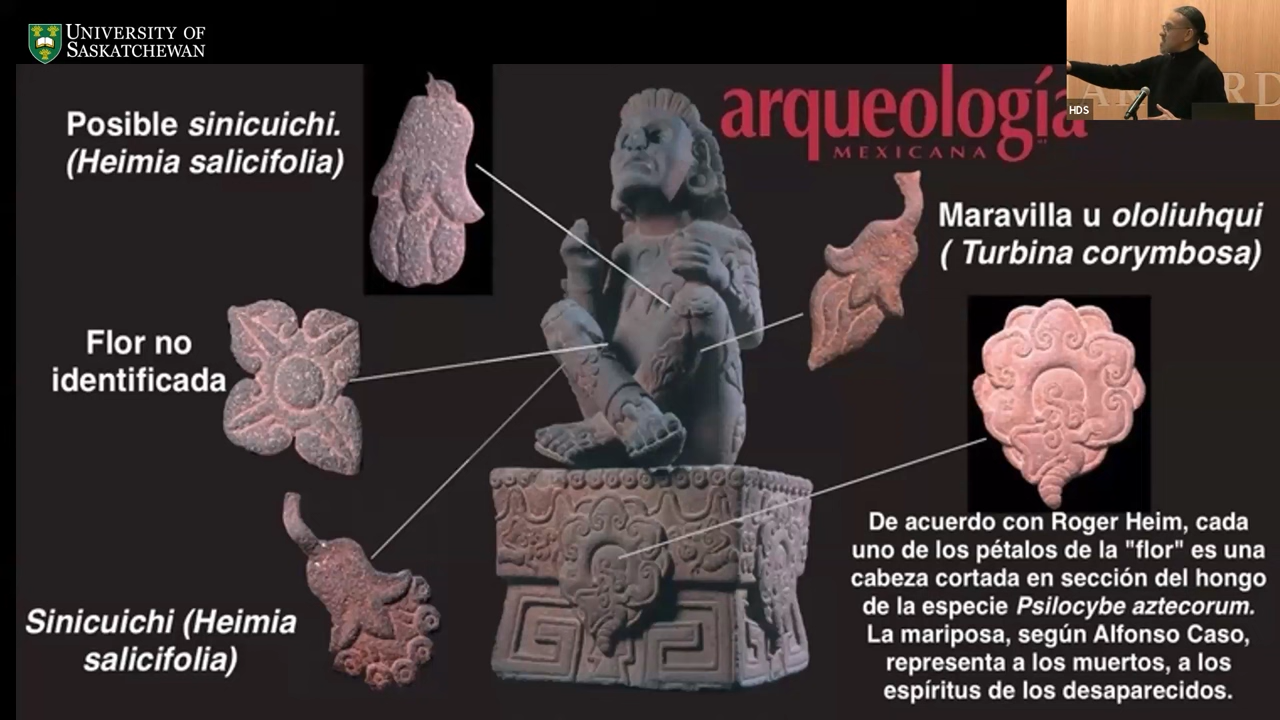 UNIVERSITY OF
SASKATCHEWAN
HDS
Posible sinicuichi.
(Heimia salicifolia)
arqueología
MEXICANA
Maravilla u ololiuhqui
( Turbina corymbosa)
Flor no
identificada
Sinicuichi (Heimia
salicifolia)
De acuerdo con Roger Heim, cada
uno de los pétalos de la "flor" es una
cabeza cortada en sección del hongo
de la especie Psilocybe aztecorum.
La mariposa, según Alfonso Caso,
representa a los muertos, a los
espíritus de los desaparecidos.